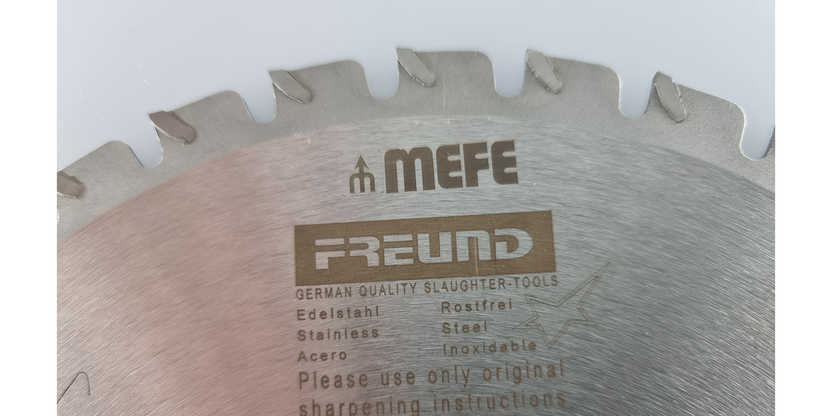 MEFE
FREUND
GERMAN QUALITY SLAUGHTER-TOOLS
Edelstahl Rostfrei
Stainless Steel
Acero Inoxidable
Please use only original
sharpening instructions